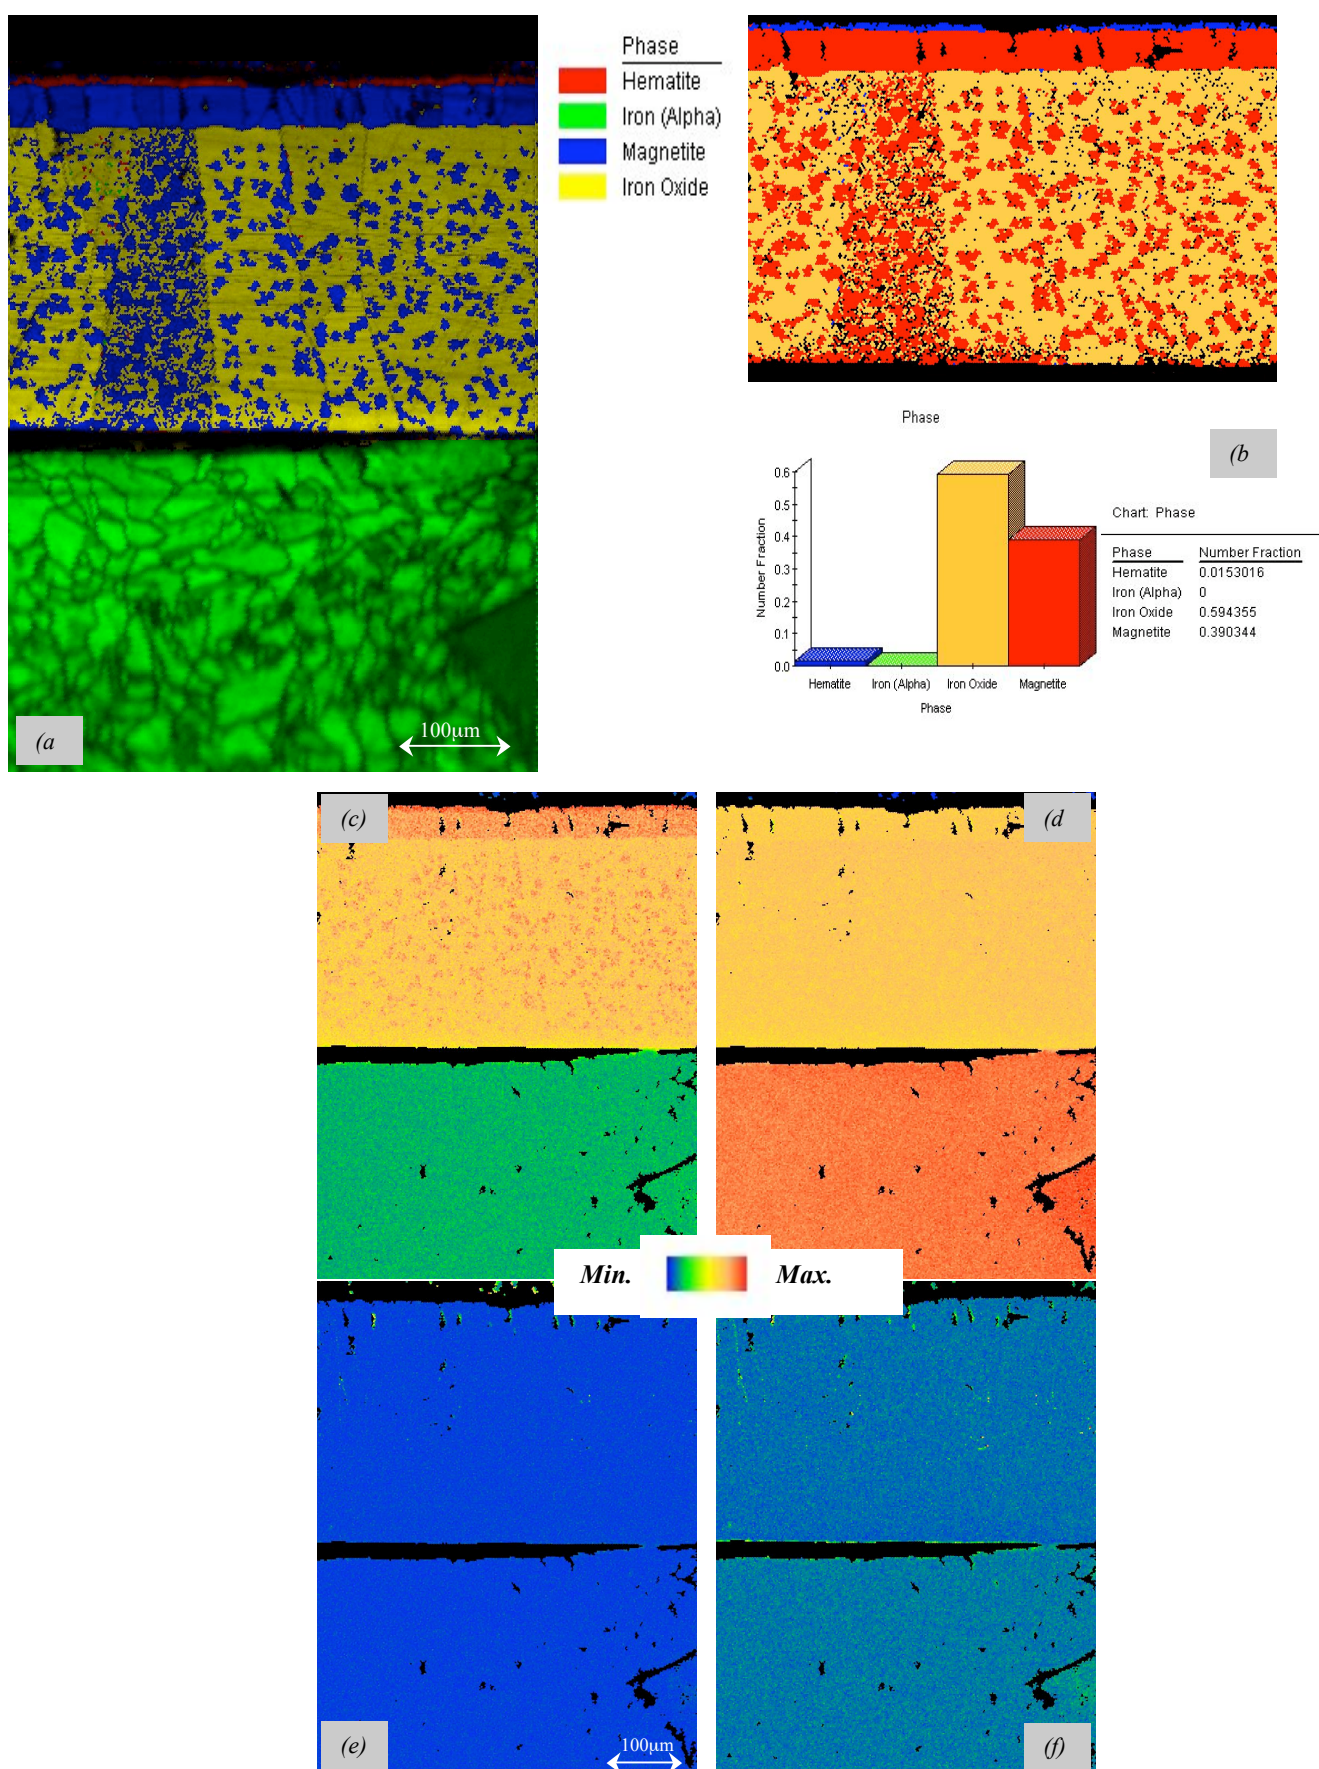 Phase
Hematite
Iron (Alpha)
Magnetite
Iron Oxide
(a
100µm
Phase
(b
0.6
0.5
0.4
0.3
0.2
0.1
0.0
Number Fraction
Hematite Iron (Alpha) Iron Oxide Magnetite
Phase
Chart: Phase
Phase Number Fraction
Hematite 0.0153016
Iron (Alpha) 0
Iron Oxide 0.594355
Magnetite 0.390344
(c)
(d
Min. Max.
(e)
100µm
(f)